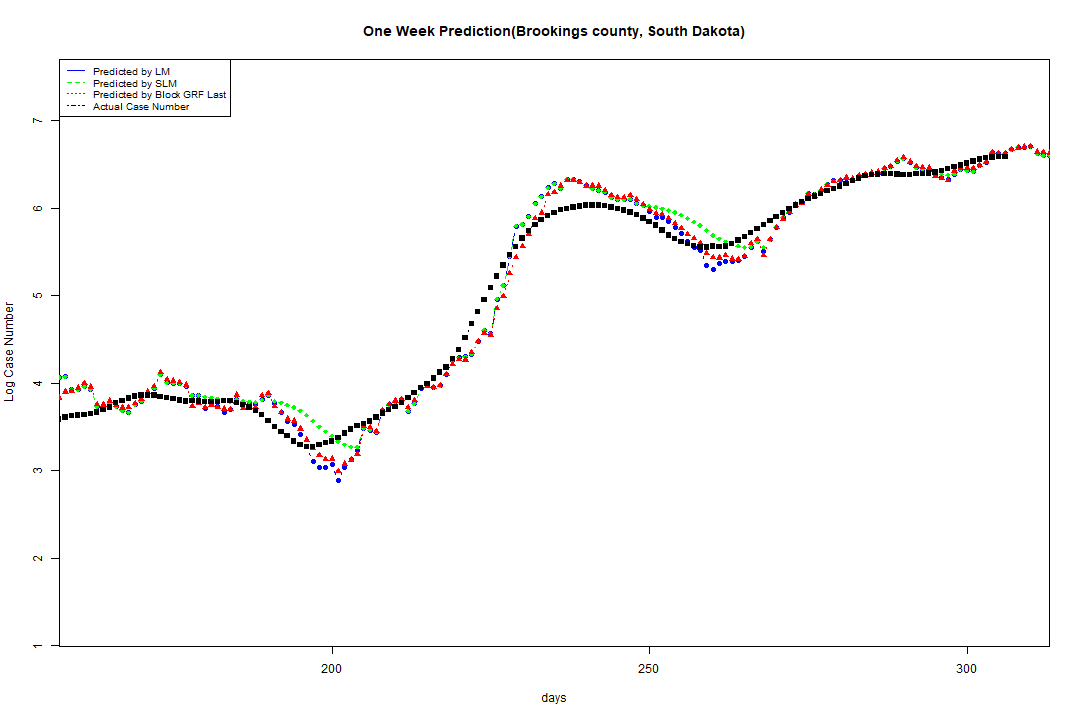 One Week Prediction(Brookings county, South Dakota)
Predicted by LM
Predicted by SLM
Predicted by Block GRF Last
Actual Case Number
7
6
5
4
3
2
1
Log Case Number
200
250
300
days